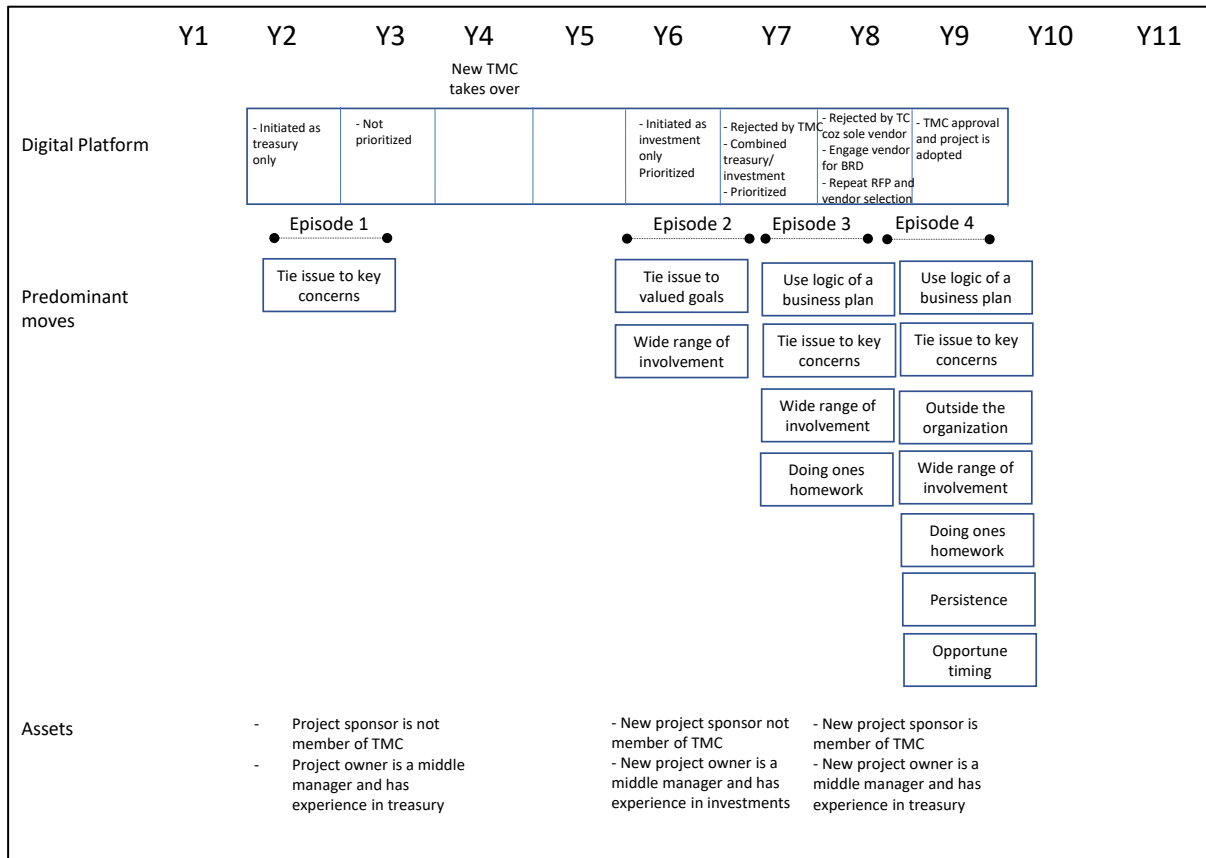 Y1 Y2 Y3 Y4 Y5 Y6 Y7 Y8 Y9 Y10 Y11
New TMC
takes over
Digital Platform
- Initiated as
treasury
only
- Not
prioritized
- Initiated as
investment
only
Prioritized
- Rejected by TMC
- Combined
treasury/
investment
- Prioritized
- Rejected by TC
coz sole vendor
- Engage vendor
for BRD
- Repeat RFP and
vendor selection
- TMC approval
and project is
adopted
Episode 1
Episode 2
Episode 3
Episode 4
Predominant
moves
Tie issue to key
concerns
Tie issue to
valued goals
Wide range of
involvement
Use logic of a
business plan
Tie issue to key
concerns
Wide range of
involvement
Doing ones
homework
Use logic of a
business plan
Tie issue to key
concerns
Outside the
organization
Wide range of
involvement
Doing ones
homework
Persistence
Opportune
timing
Assets
- Project sponsor is not
member of TMC
- Project owner is a middle
manager and has
experience in treasury
- New project sponsor not
member of TMC
- New project owner is a
middle manager and has
experience in investments
- New project sponsor is
member of TMC
- New project owner is a
middle manager and has
experience in treasury